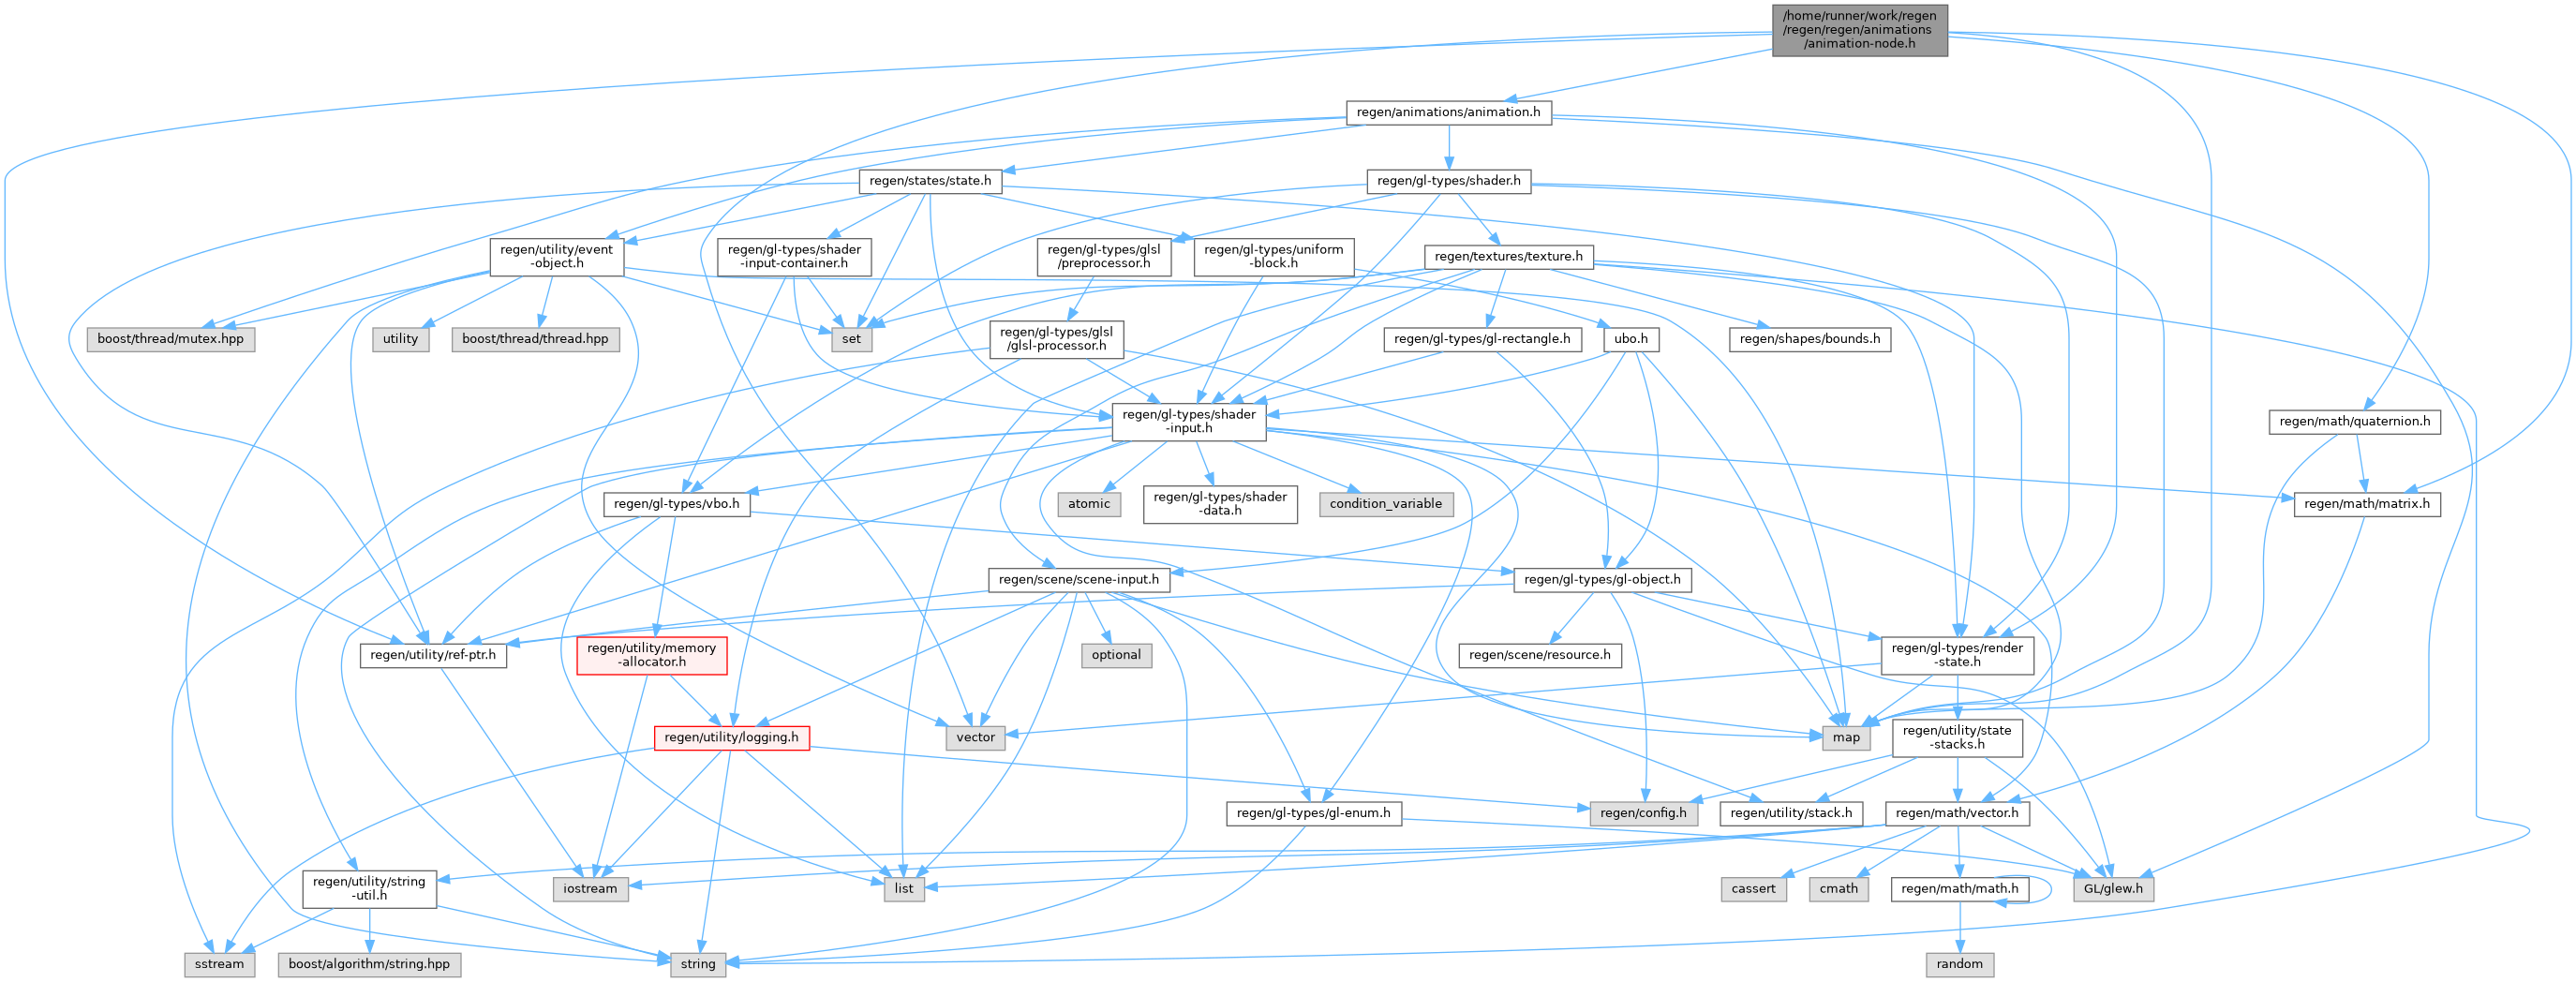 /home/runner/work/regen
/regen/regen/animations
/animation-node.h
regen/animations/animation.h
regen/states/state.h
regen/gl-types/shader.h
regen/utility/event
-object.h
regen/gl-types/shader
-input-container.h
regen/gl-types/glsl
/preprocessor.h
regen/gl-types/uniform
-block.h
regen/textures/texture.h
boost/thread/mutex.hpp
utility
boost/thread/thread.hpp
set
regen/gl-types/glsl
/glsl-processor.h
regen/gl-types/gl-rectangle.h
ubo.h
regen/shapes/bounds.h
regen/gl-types/shader
-input.h
regen/math/quaternion.h
regen/gl-types/vbo.h
atomic
regen/gl-types/shader
-data.h
condition_variable
regen/math/matrix.h
regen/scene/scene-input.h
regen/gl-types/gl-object.h
regen/utility/ref-ptr.h
regen/utility/memory
-allocator.h
optional
regen/scene/resource.h
regen/gl-types/render
-state.h
regen/utility/logging.h
vector
map
regen/utility/state
-stacks.h
regen/gl-types/gl-enum.h
regen/config.h
regen/utility/stack.h
regen/math/vector.h
regen/utility/string
-util.h
iostream
list
cassert
cmath
regen/math/math.h
GL/glew.h
sstream
boost/algorithm/string.hpp
string
random